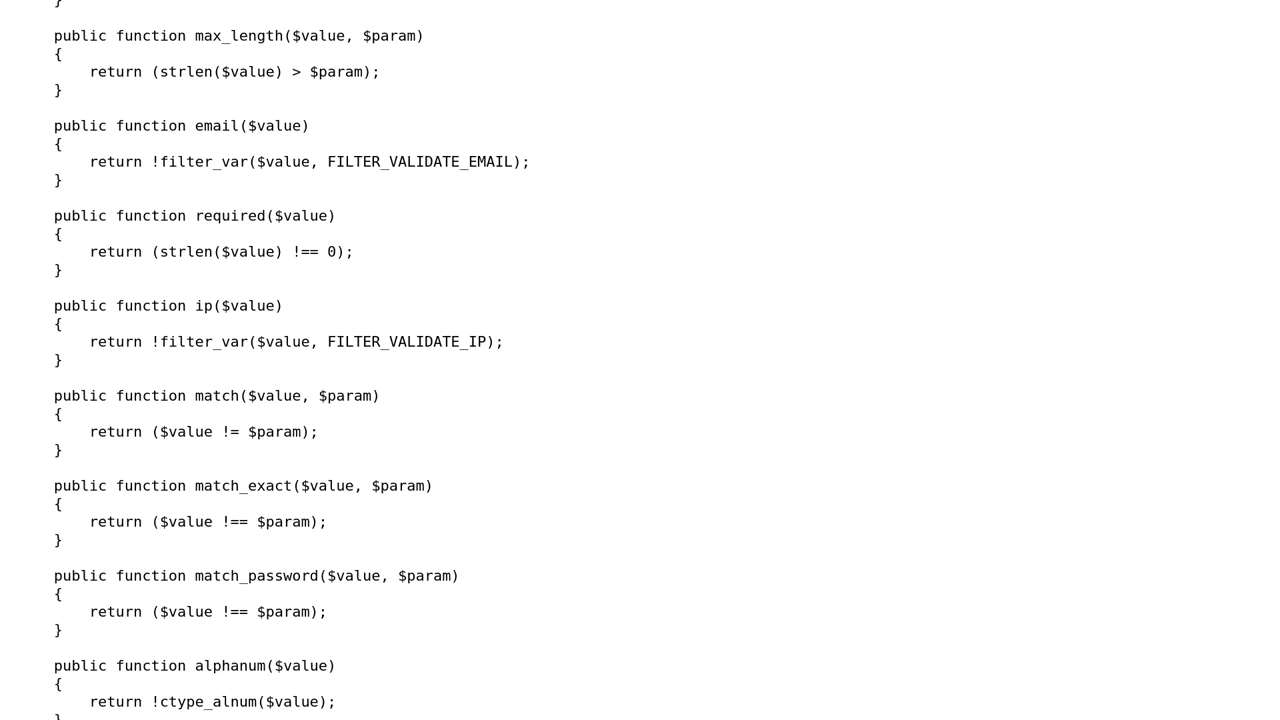 }
public function max_length($value, $param)
{
    return (strlen($value) > $param);
}
public function email($value)
{
    return !filter_var($value, FILTER_VALIDATE_EMAIL);
}
public function required($value)
{
    return (strlen($value) !== 0);
}
public function ip($value)
{
    return !filter_var($value, FILTER_VALIDATE_IP);
}
public function match($value, $param)
{
    return ($value != $param);
}
public function match_exact($value, $param)
{
    return ($value !== $param);
}
public function match_password($value, $param)
{
    return ($value !== $param);
}
public function alphanum($value)
{
    return !ctype_alnum($value);
}